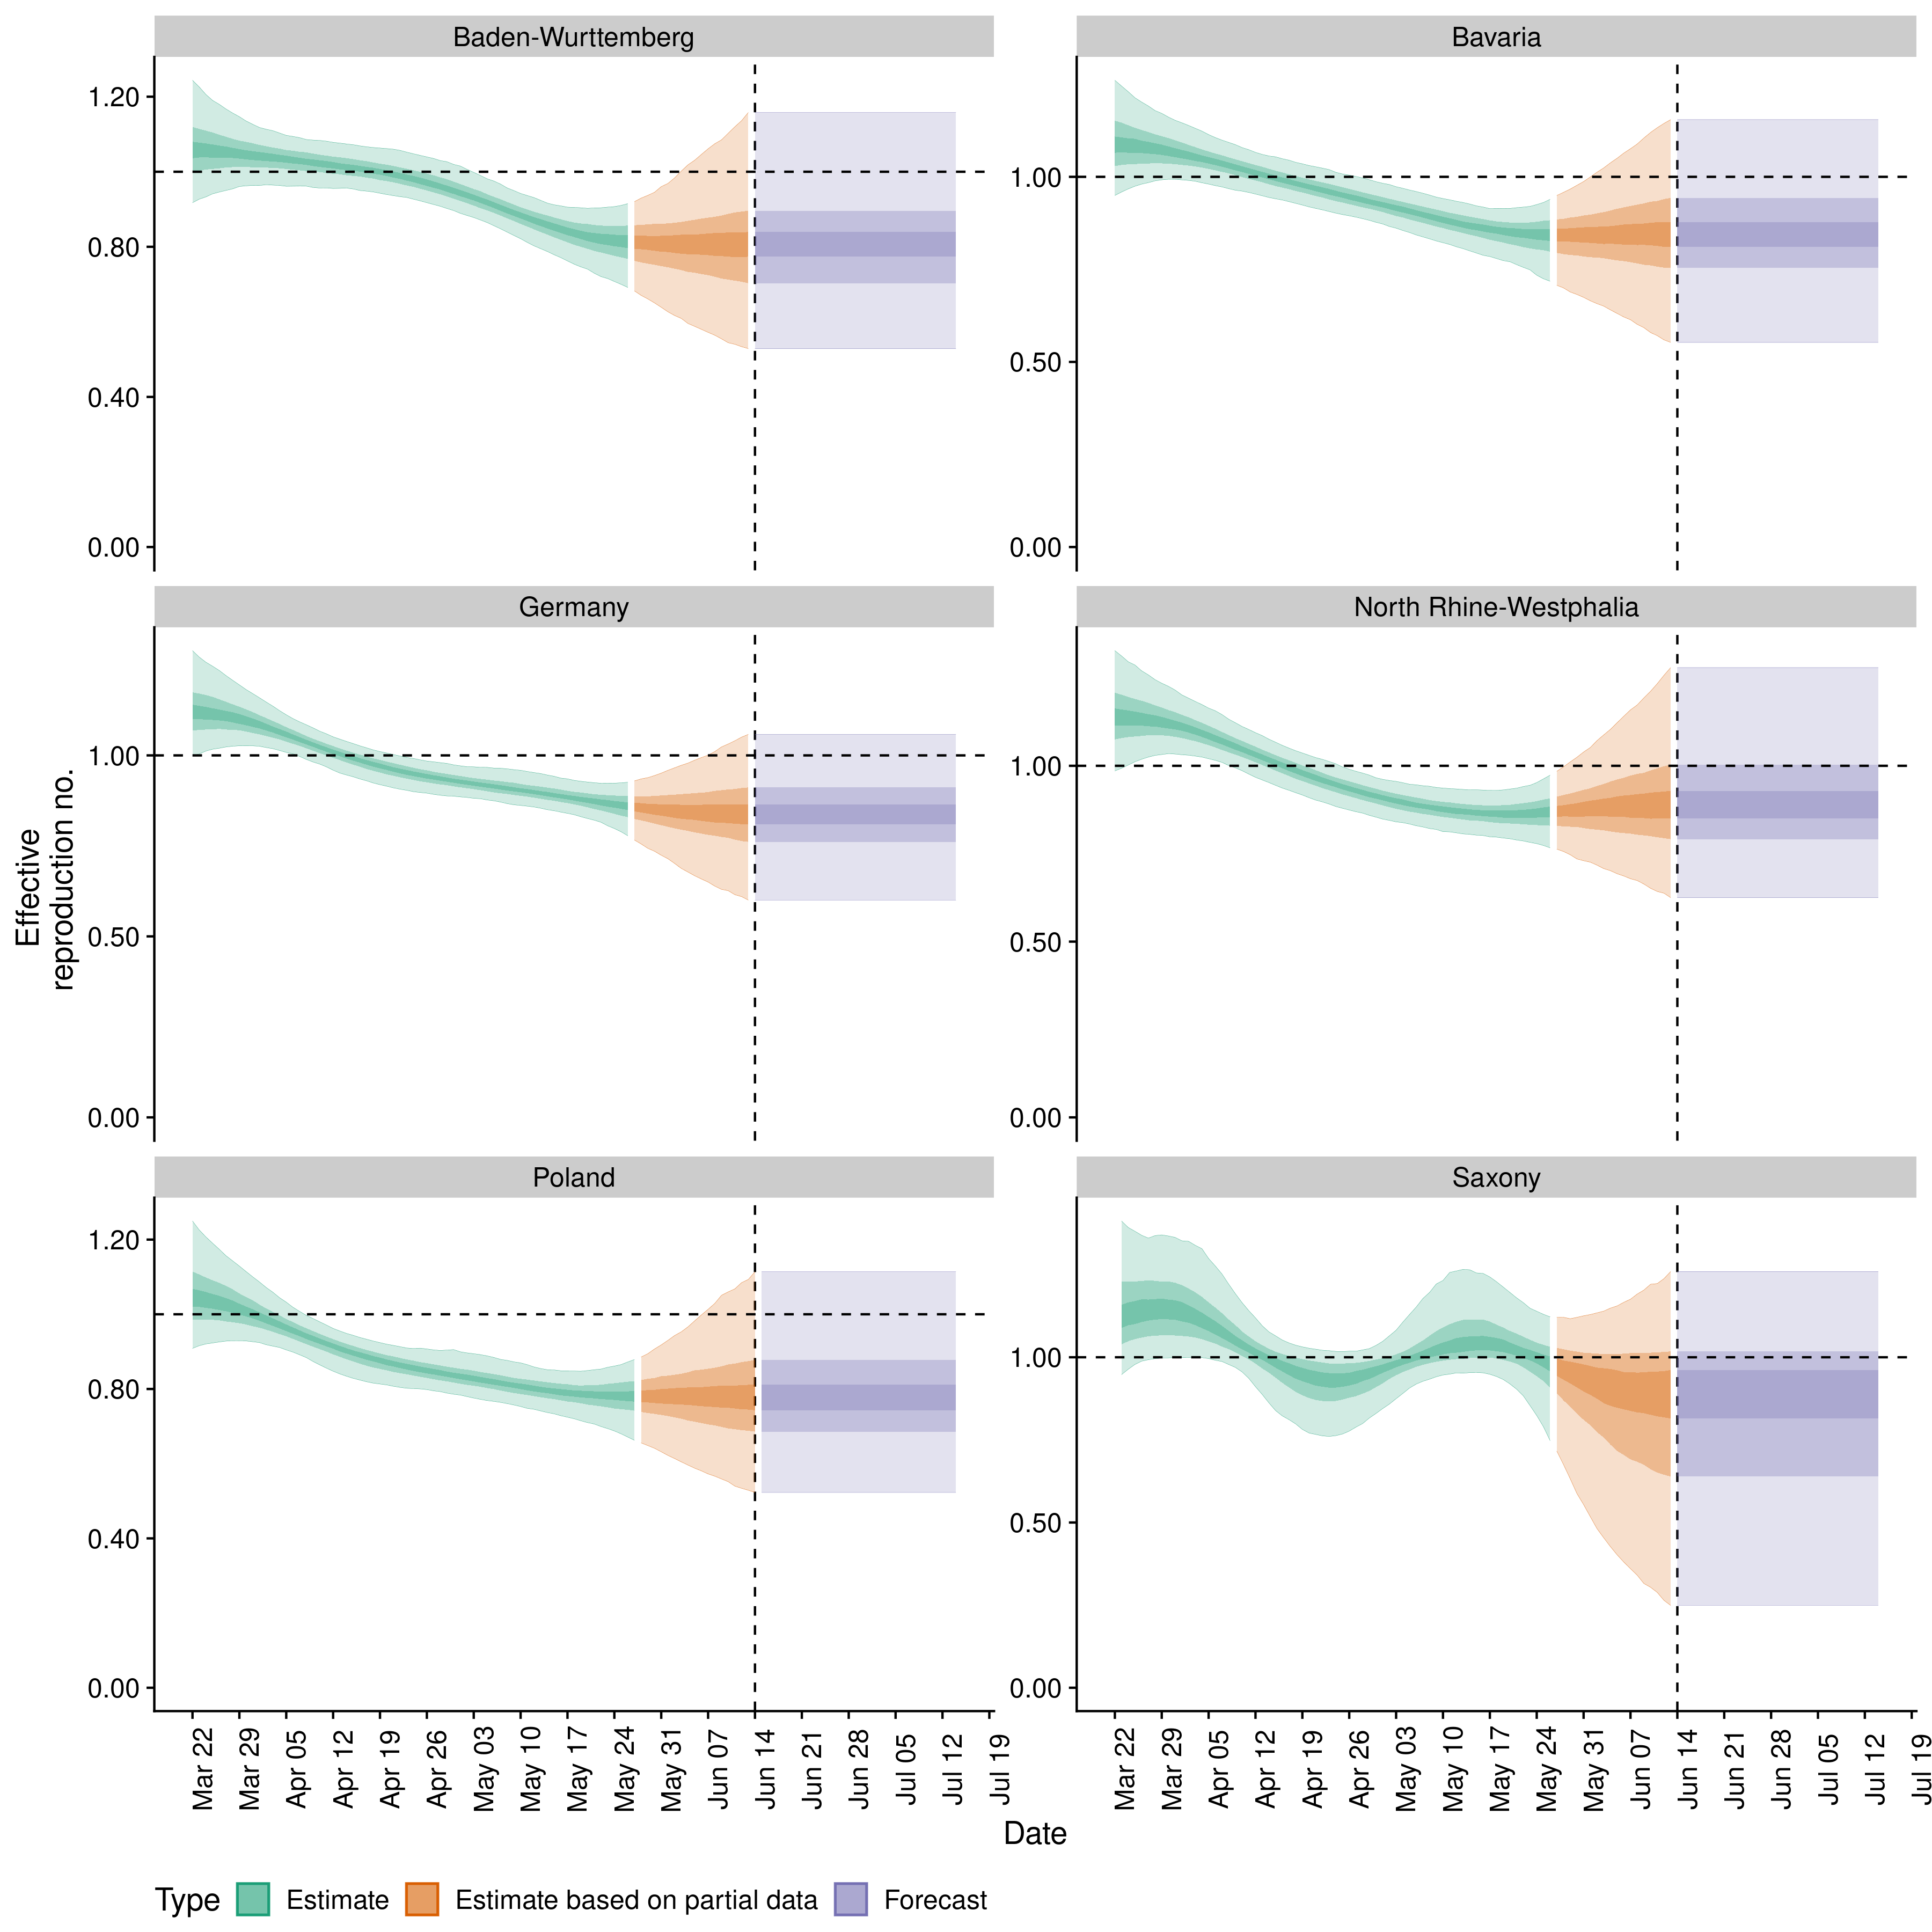 Baden-Wurttemberg
Bavaria
1.20
0.80
0.40
0.00
1.00
0.50
0.00
Germany
North Rhine-Westphalia
1.00
0.50
0.00
1.00
0.50
0.00
Poland
Saxony
1.20
0.80
0.40
0.00
1.00
0.50
0.00
Effective
reproduction no.
Mar 22
Mar 29
Apr 05
Apr 12
Apr 19
Apr 26
May 03
May 10
May 17
May 24
May 31
Jun 07
Jun 14
Jun 21
Jun 28
Jul 05
Jul 12
Jul 19
Mar 22
Mar 29
Apr 05
Apr 12
Apr 19
Apr 26
May 03
May 10
May 17
May 24
May 31
Jun 07
Jun 14
Jun 21
Jun 28
Jul 05
Jul 12
Jul 19
Date
Type Estimate Estimate based on partial data Forecast